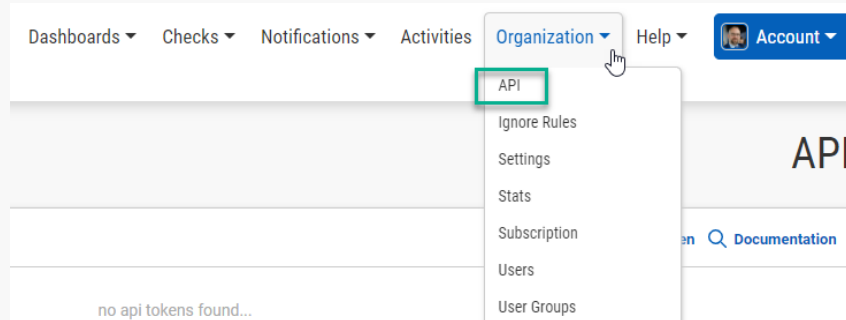 Dashboards Checks Notifications Activities Organization Help Account
API
Ignore Rules
Settings
API
Stats
Subscription
en Documentation
Users
User Groups
no api tokens found...